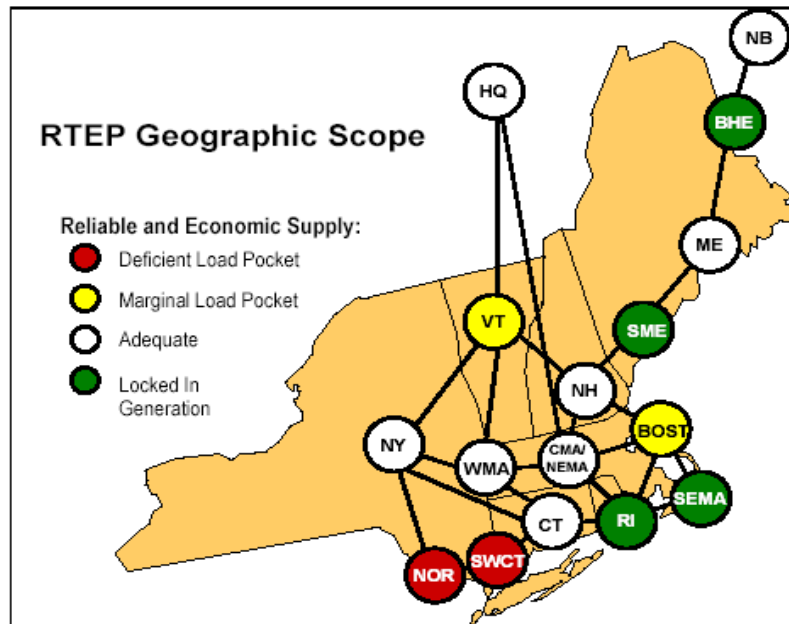 NB
HQ
BHE
RTEP Geographic Scope
Reliable and Economic Supply:
Deficient Load Pocket
Marginal Load Pocket
Adequate
Locked In
Generation
ME
VT
SME
NH
NY
WMA
CMA/
NEMA
BOST
SEMA
CT
RI
NOR
SWCT